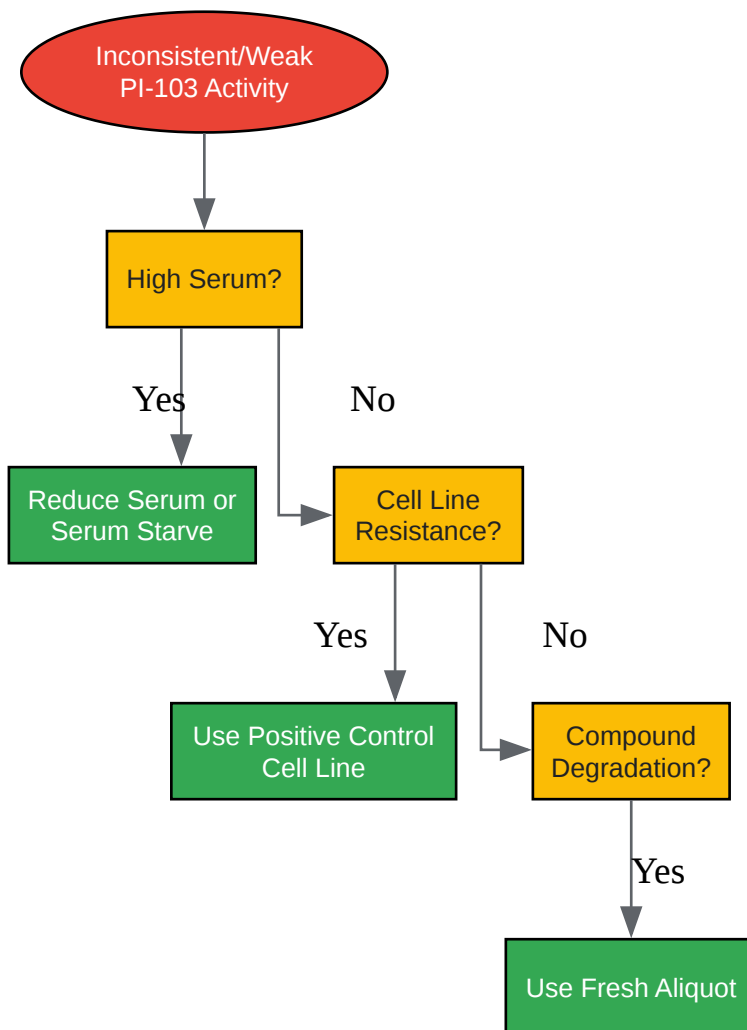 Inconsistent/Weak
PI-103 Activity
High Serum?
Yes
No
Reduce Serum or
Serum Starve
Cell Line
Resistance?
Yes
No
Use Positive Control
Cell Line
Compound
Degradation?
Yes
Use Fresh Aliquot